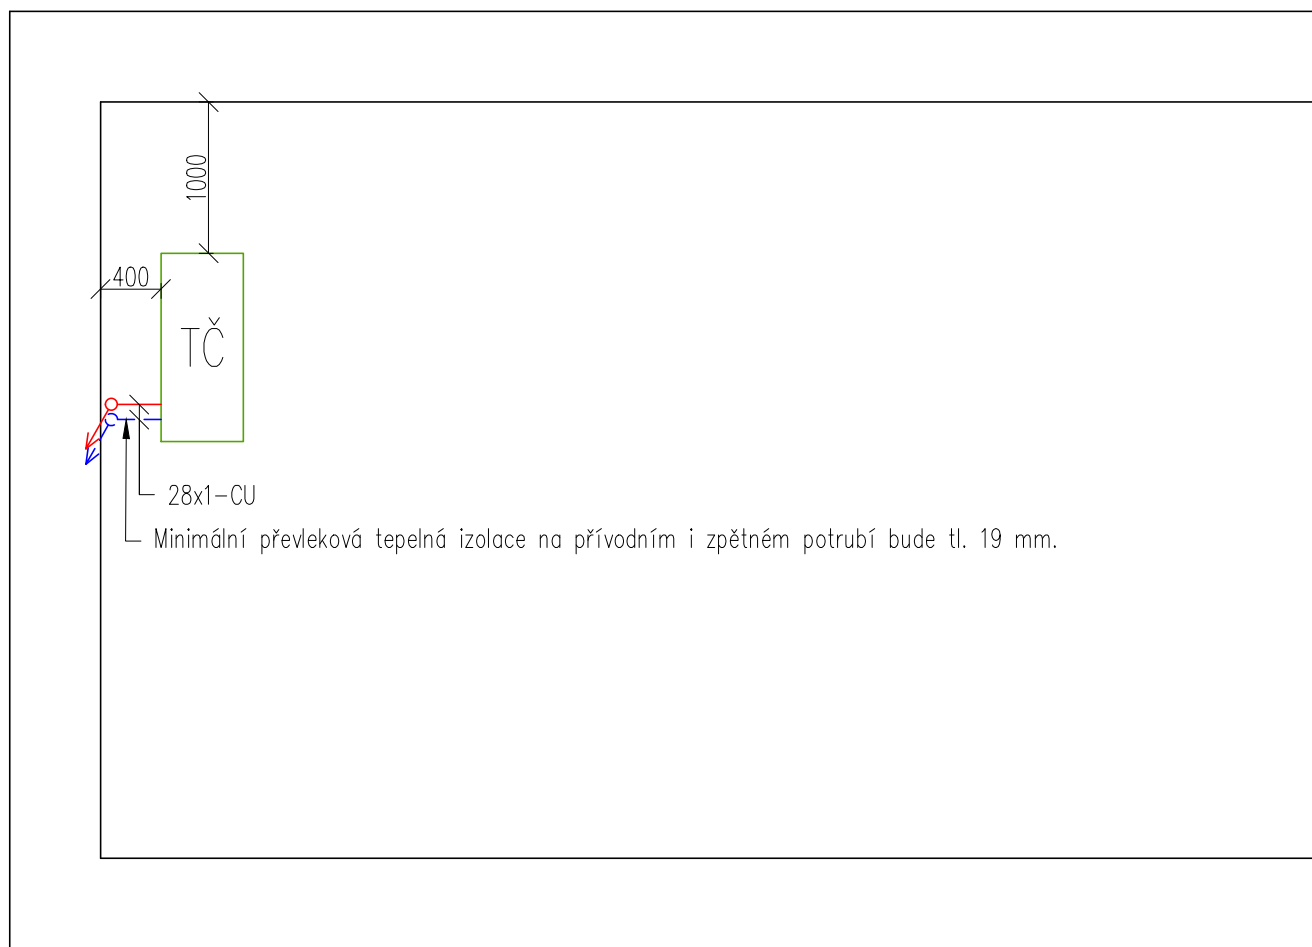 1000
400
TČ
28x1-CU
Minimální převleková tepelná izolace na přívodním i zpětném potrubí bude tl. 19 mm.